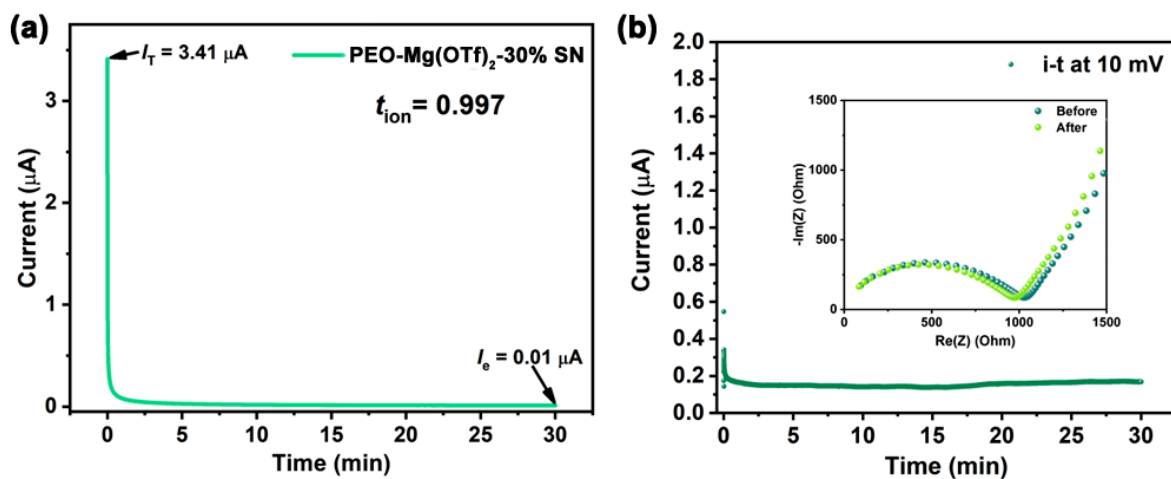 (a)
I_T = 3.41 μA
PEO-Mg(OTf)₂-30% SN
t_ion = 0.997
I_e = 0.01 μA
Current (μA)
3
2
1
0
0 5 10 15 20 25 30
Time (min)
(b)
i-t at 10 mV
Current (μA)
2.0
1.8
1.6
1.4
1.2
1.0
0.8
0.6
0.4
0.2
0.0
0 5 10 15 20 25 30
Time (min)
Before
After
-Im(Z) (Ohm)
1500
1000
500
0
0 500 1000 1500
Re(Z) (Ohm)